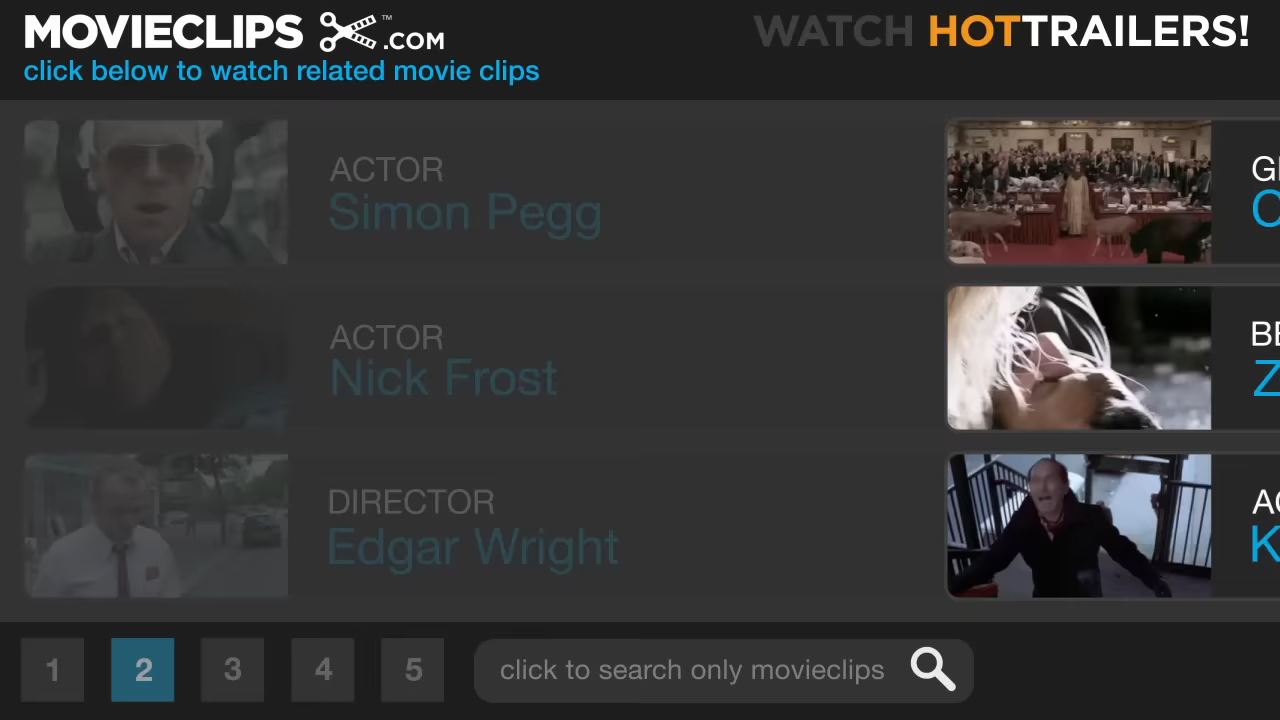 MOVIECLIPS ™ .COM
WATCH HOTTRAILERS!
click below to watch related movie clips
ACTOR
Simon Pegg
ACTOR
Nick Frost
DIRECTOR
Edgar Wright
1 2 3 4 5
click to search only movieclips